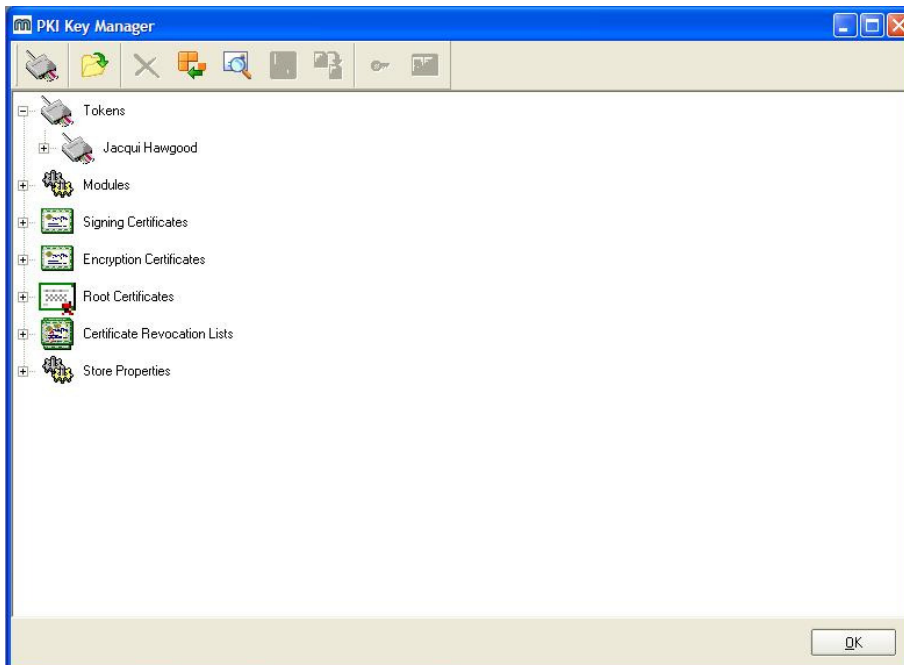 PKI Key Manager
Tokens
Jacqui Hawgood
Modules
Signing Certificates
Encryption Certificates
Root Certificates
Certificate Revocation Lists
Store Properties
OK